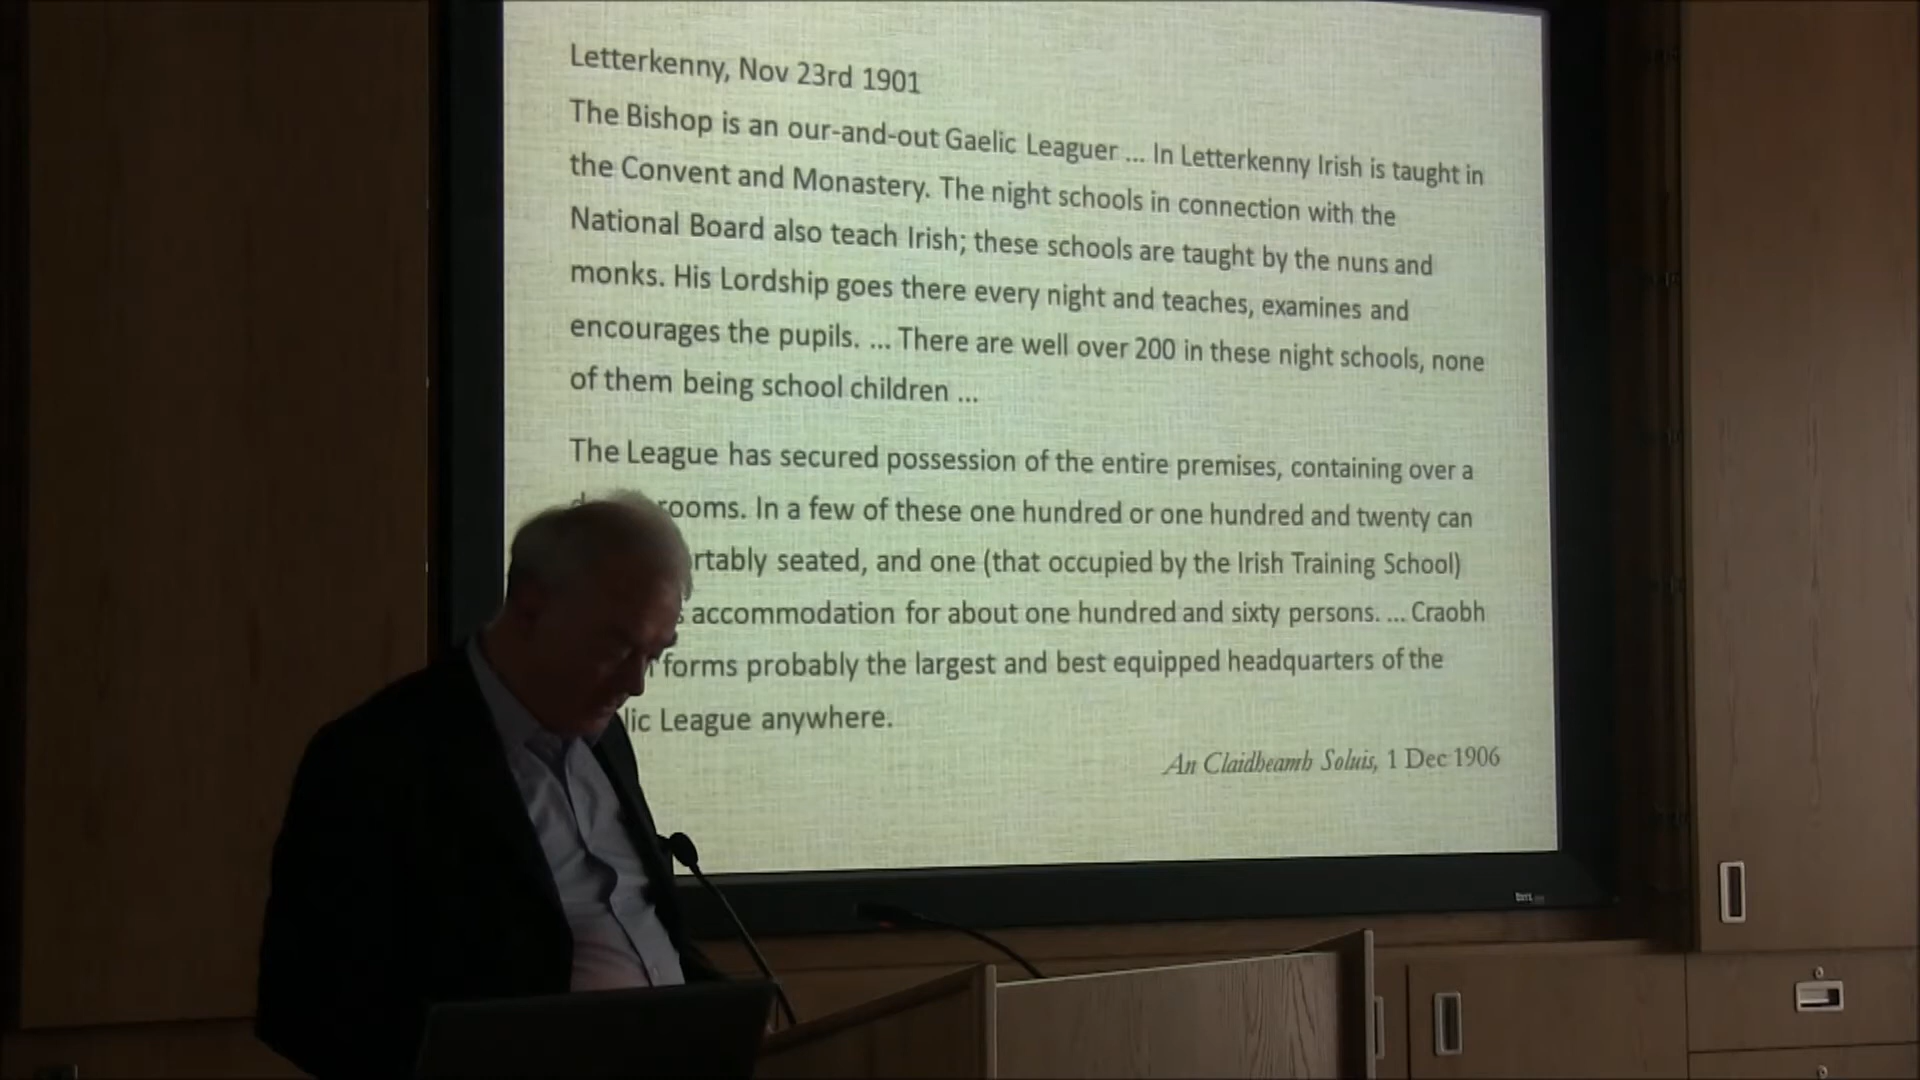 Letterkenny, Nov 23rd 1901
The Bishop is an our-and-out Gaelic Leaguer ... In Letterkenny Irish is taught in
the Convent and Monastery. The night schools in connection with the
National Board also teach Irish; these schools are taught by the nuns and
monks. His Lordship goes there every night and teaches, examines and
encourages the pupils. ... There are well over 200 in these night schools, none
of them being school children ...
The League has secured possession of the entire premises, containing over a
rooms. In a few of these one hundred or one hundred and twenty can
rtably seated, and one (that occupied by the Irish Training School)
accommodation for about one hundred and sixty persons. ... Craobh
forms probably the largest and best equipped headquarters of the
lic League anywhere.
An Claidheamh Soluis, 1 Dec 1906